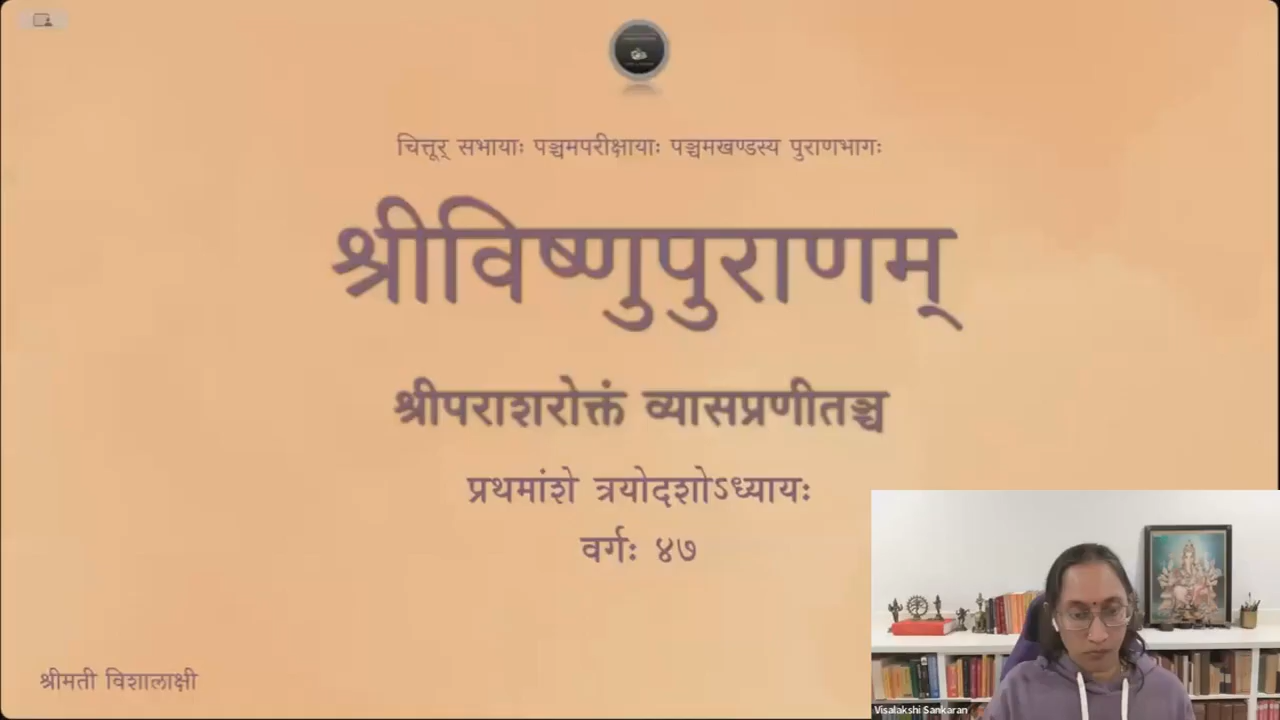 चित्तूर् सभायाः पञ्चमपरीक्षायाः पञ्चमखण्डस्य पुराणभागः
श्रीविष्णुपुराणम्
श्रीपराशरोक्तं व्यासप्रणीतञ्च
प्रथमांशे त्रयोदशोऽध्यायः
वर्गः ४७
श्रीमती विशालाक्षी
Visalakshi Sankaran